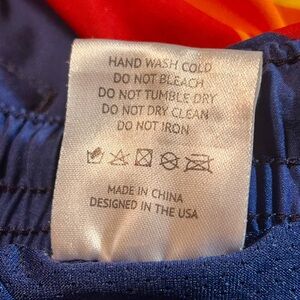 HAND WASH COLD
DO NOT BLEACH
DO NOT TUMBLE DRY
DO NOT DRY CLEAN
DO NOT IRON
MADE IN CHINA
DESIGNED IN THE USA